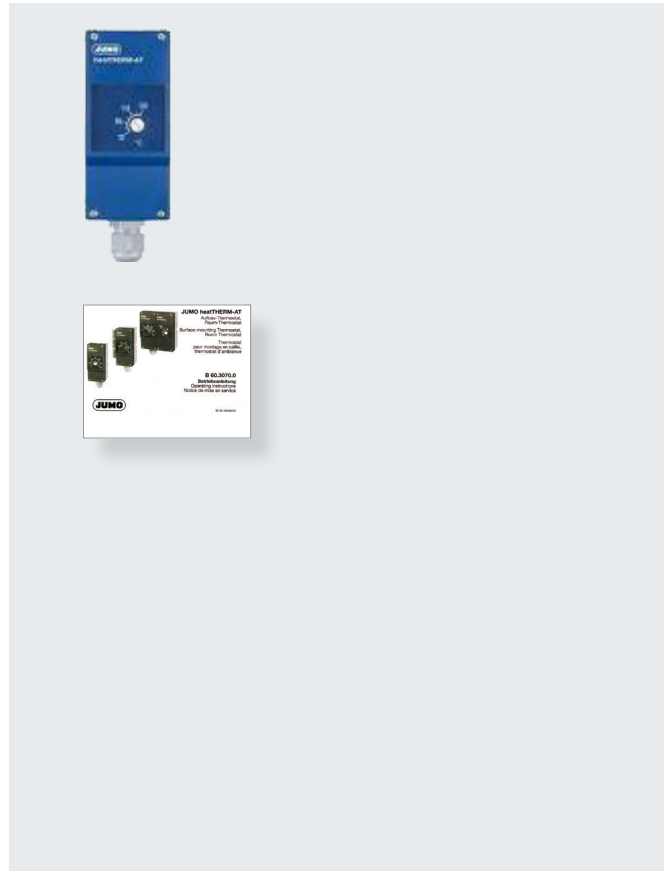 JUMO
heatTHERM-AT
°C
JUMO heatTHERM-AT
Aufbau-Thermostat,
Raum-Thermostat
Surface-mounting Thermostat,
Room Thermostat
Thermostat
pour montage en saillie,
thermostat d'ambiance
B 60.3070.0
Betriebsanleitung
Operating Instructions
Notice de mise en service
JUMO